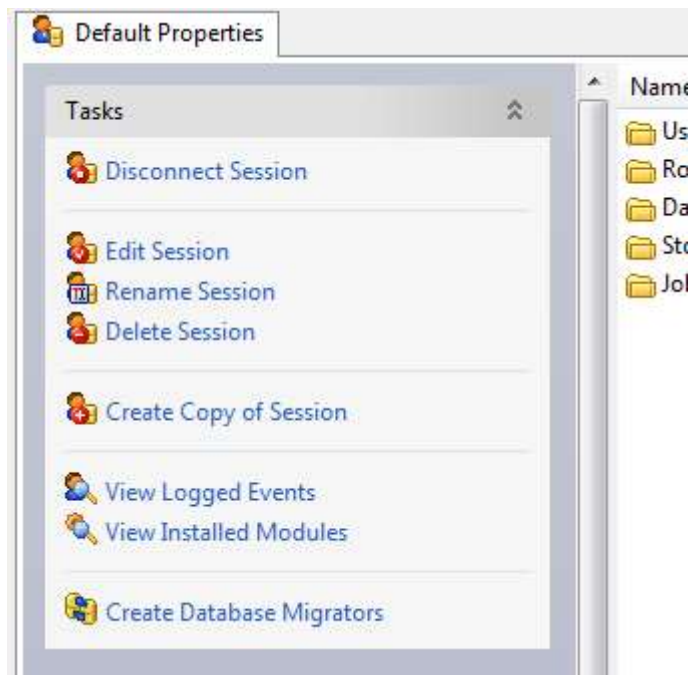 Default Properties
Tasks
Disconnect Session
Edit Session
Rename Session
Delete Session
Create Copy of Session
View Logged Events
View Installed Modules
Create Database Migrators
Name